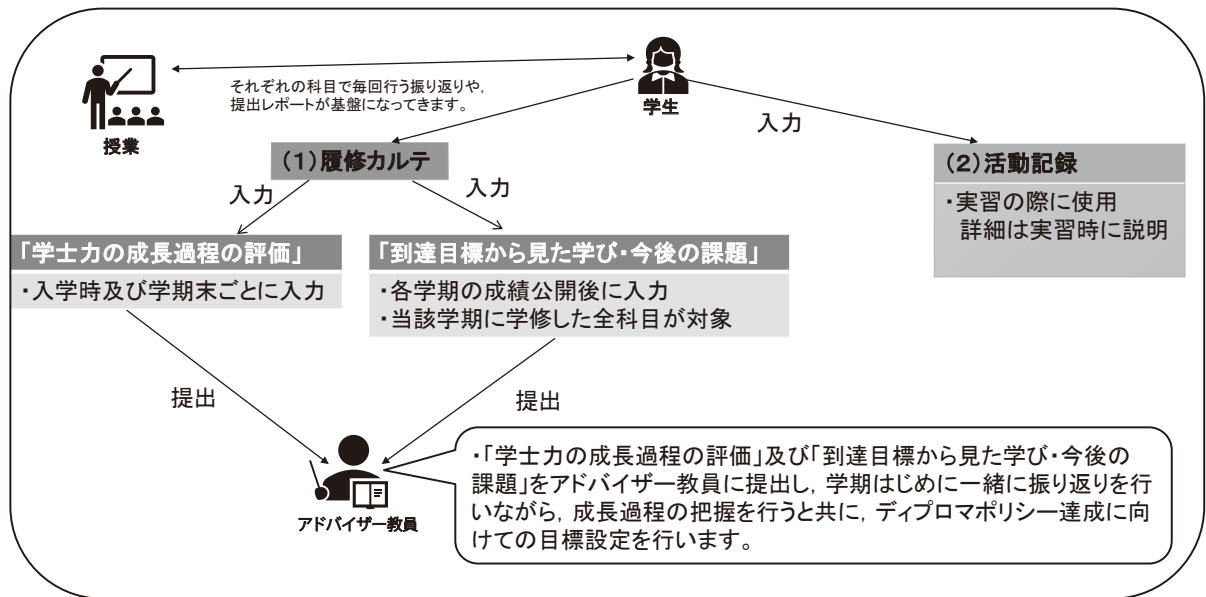 それぞれの科目で毎回行う振り返りや,
提出レポートが基盤になってきます。
授業
学生
入力
(1)履修カルテ
(2)活動記録
・実習の際に使用
詳細は実習時に説明
入力
入力
「学士力の成長過程の評価」
・入学時及び学期末ごとに入力
「到達目標から見た学び・今後の課題」
・各学期の成績公開後に入力
・当該学期に学修した全科目が対象
提出
提出
アドバイザー教員
・「学士力の成長過程の評価」及び「到達目標から見た学び・今後の
課題」をアドバイザー教員に提出し, 学期はじめに一緒に振り返りを行
いながら, 成長過程の把握を行うと共に, ディプロマポリシー達成に向
けての目標設定を行います。